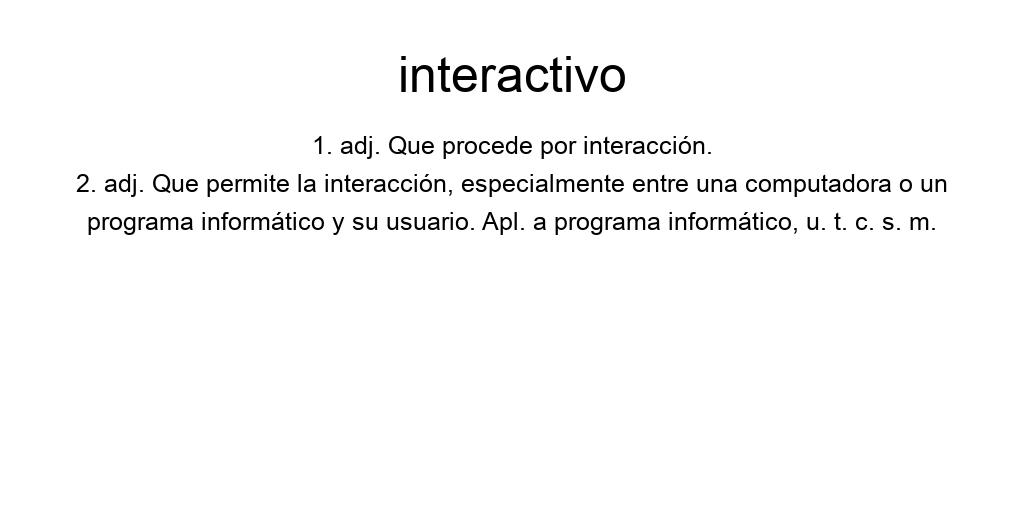 interactivo
1. adj. Que procede por interacción.
2. adj. Que permite la interacción, especialmente entre una computadora o un
programa informático y su usuario. Apl. a programa informático, u. t. c. s. m.